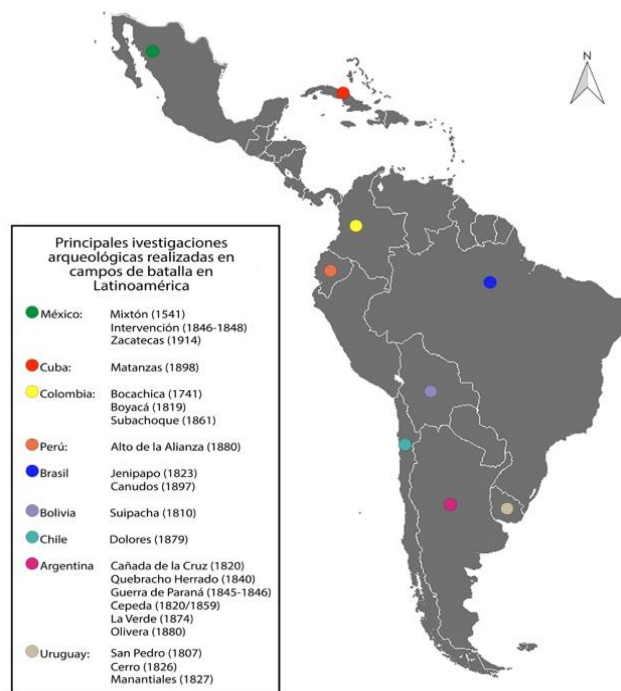 N
Principales ivestigaciones
arqueológicas realizadas en
campos de batalla en
Latinoamérica
México: Mixtón (1541)
Intervención (1846-1848)
Zacatecas (1914)
Cuba: Matanzas (1898)
Colombia: Bocachica (1741)
Boyacá (1819)
Subachoque (1861)
Perú: Alto de la Alianza (1880)
Brasil Jenipapo (1823)
Canudos (1897)
Bolivia Suipacha (1810)
Chile Dolores (1879)
Argentina Cañada de la Cruz (1820)
Quebracho Herrado (1840)
Guerra de Paraná (1845-1846)
Cepeda (1820/1859)
La Verde (1874)
Olivera (1880)
Uruguay: San Pedro (1807)
Cerro (1826)
Manantiales (1827)